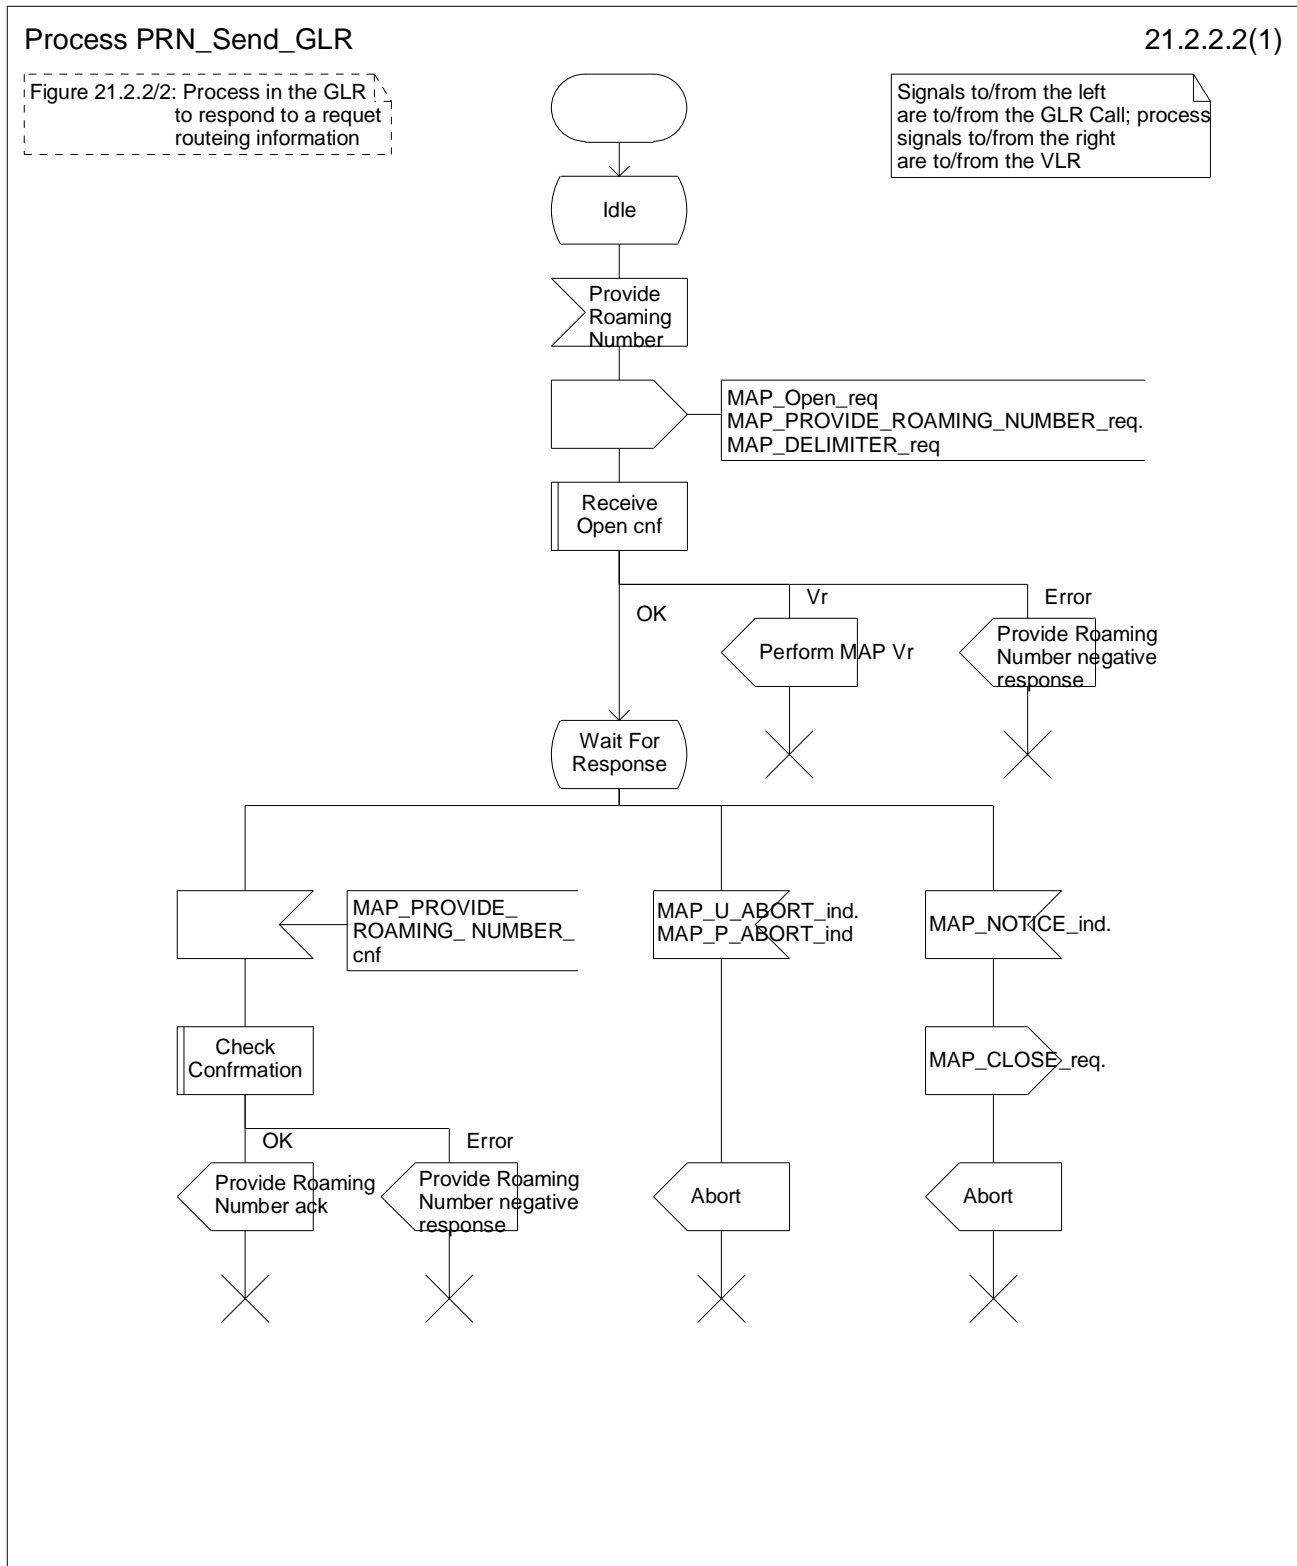 Process PRN_Send_GLR
21.2.2.2(1)
Figure 21.2.2/2: Process in the GLR
to respond to a requet
routeing information
Signals to/from the left
are to/from the GLR Call; process
signals to/from the right
are to/from the VLR
Idle
Provide
Roaming
Number
MAP_Open_req
MAP_PROVIDE_ROAMING_NUMBER_req.
MAP_DELIMITER_req
Receive
Open cnf
OK
Vr
Error
Perform MAP Vr
Provide Roaming
Number negative
response
Wait For
Response
MAP_PROVIDE_
ROAMING_ NUMBER_
cnf
MAP_U_ABORT_ind.
MAP_P_ABORT_ind
MAP_NOTICE_ind.
Check
Confrmation
MAP_CLOSE_req.
OK
Error
Provide Roaming
Number ack
Provide Roaming
Number negative
response
Abort
Abort